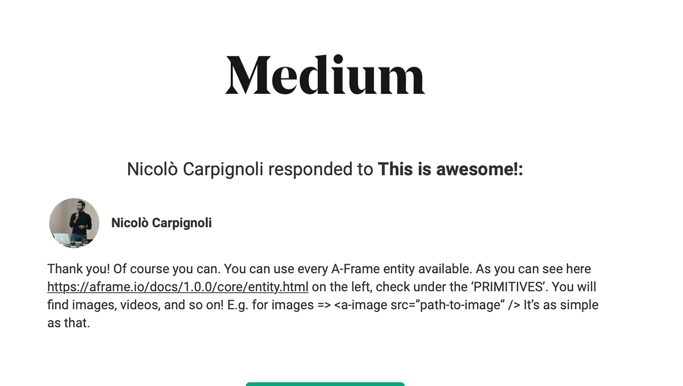 Medium
Nicolò Carpignoli responded to This is awesome!:
Nicolò Carpignoli
Thank you! Of course you can. You can use every A-Frame entity available. As you can see here
https://aframe.io/docs/1.0.0/core/entity.html on the left, check under the ‘PRIMITIVES’. You will
find images, videos, and so on! E.g. for images => <a-image src=”path-to-image” /> It’s as simple
as that.